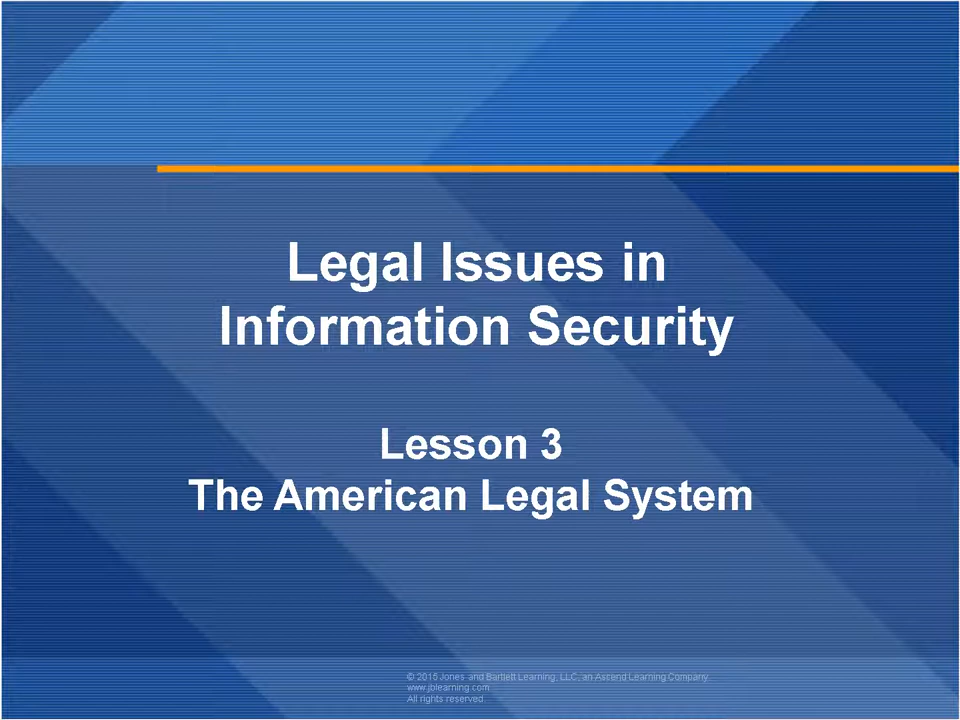 Legal Issues in
Information Security
Lesson 3
The American Legal System
© 2015 Jones and Bartlett Learning, LLC, an Ascend Learning Company
www.jblearning.com
All rights reserved.